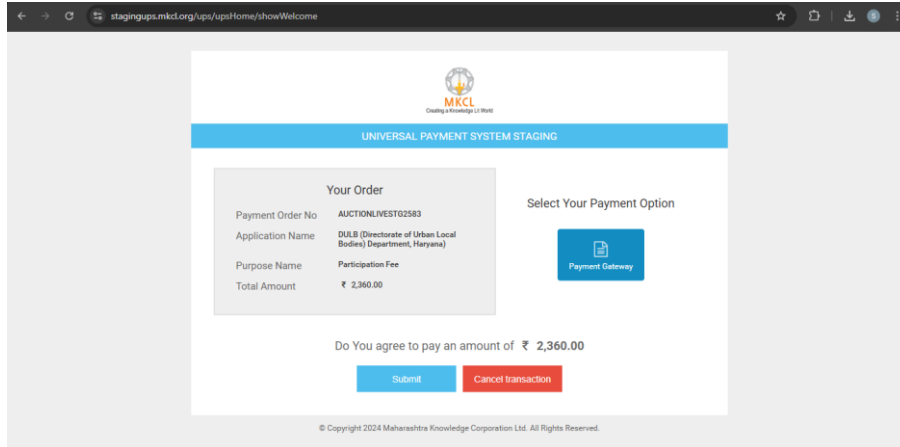 stagingups.mkcl.org/ups/upsHome/showWelcome
S
MKCL
Creating a Knowledge Lit World
UNIVERSAL PAYMENT SYSTEM STAGING
Your Order
Payment Order No AUCTIONLIVESTG2583
Application Name DULB (Directorate of Urban Local
Bodies) Department, Haryana)
Purpose Name Participation Fee
Total Amount ₹ 2,360.00
Select Your Payment Option
Payment Gateway
Do You agree to pay an amount of ₹ 2,360.00
Submit Cancel transaction
© Copyright 2024 Maharashtra Knowledge Corporation Ltd. All Rights Reserved.